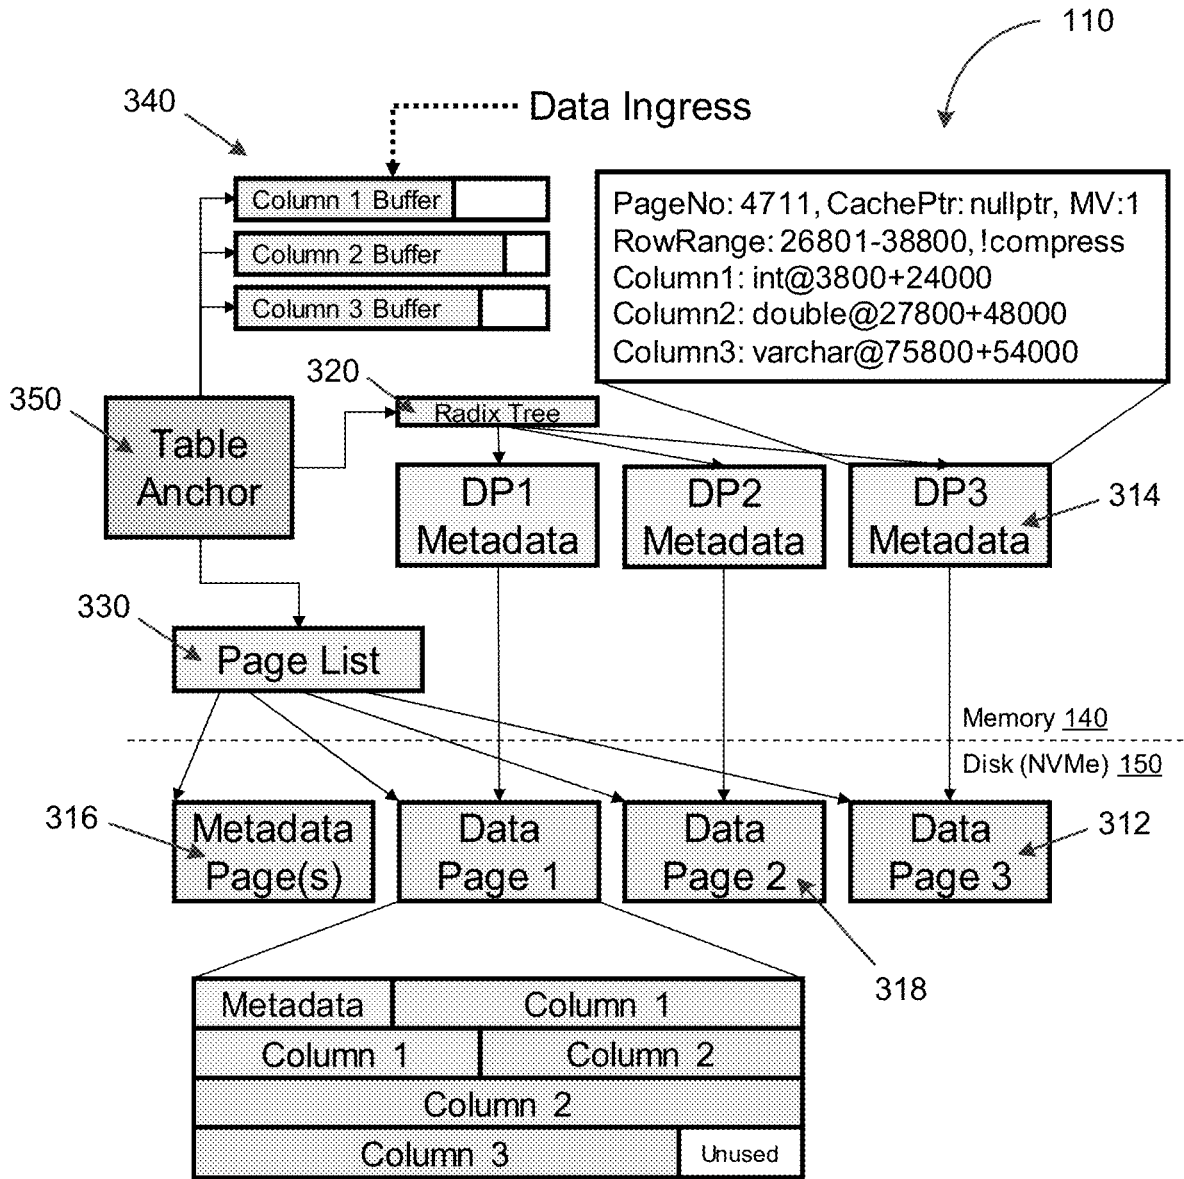 110
340
Data Ingress
Column 1 Buffer
Column 2 Buffer
Column 3 Buffer
PageNo: 4711, CachePtr: nullptr, MV:1
RowRange: 26801-38800, !compress
Column1: int@3800+24000
Column2: double@27800+48000
Column3: varchar@75800+54000
320
350
Radix Tree
Table
Anchor
DP1
Metadata
DP2
Metadata
DP3
Metadata
314
330
Page List
Memory 140
Disk (NVMe) 150
316
Metadata
Page(s)
Data
Page 1
Data
Page 2
Data
Page 3
312
318
Metadata
Column 1
Column 1
Column 2
Column 2
Column 3
Unused